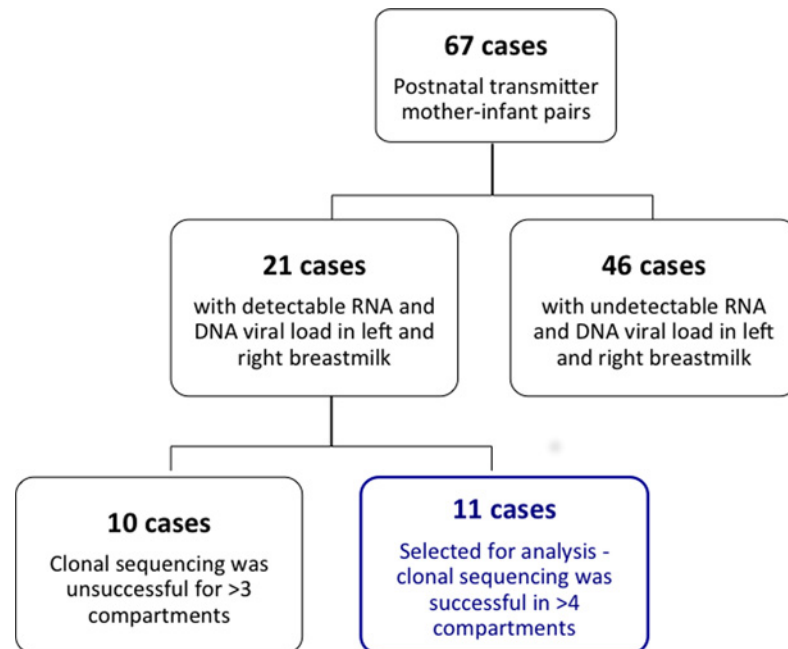 67 cases
Postnatal transmitter
mother-infant pairs
21 cases
with detectable RNA and
DNA viral load in left and
right breastmilk
46 cases
with undetectable RNA
and DNA viral load in left
and right breastmilk
10 cases
Clonal sequencing was
unsuccessful for >3
compartments
11 cases
Selected for analysis -
clonal sequencing was
successful in >4
compartments